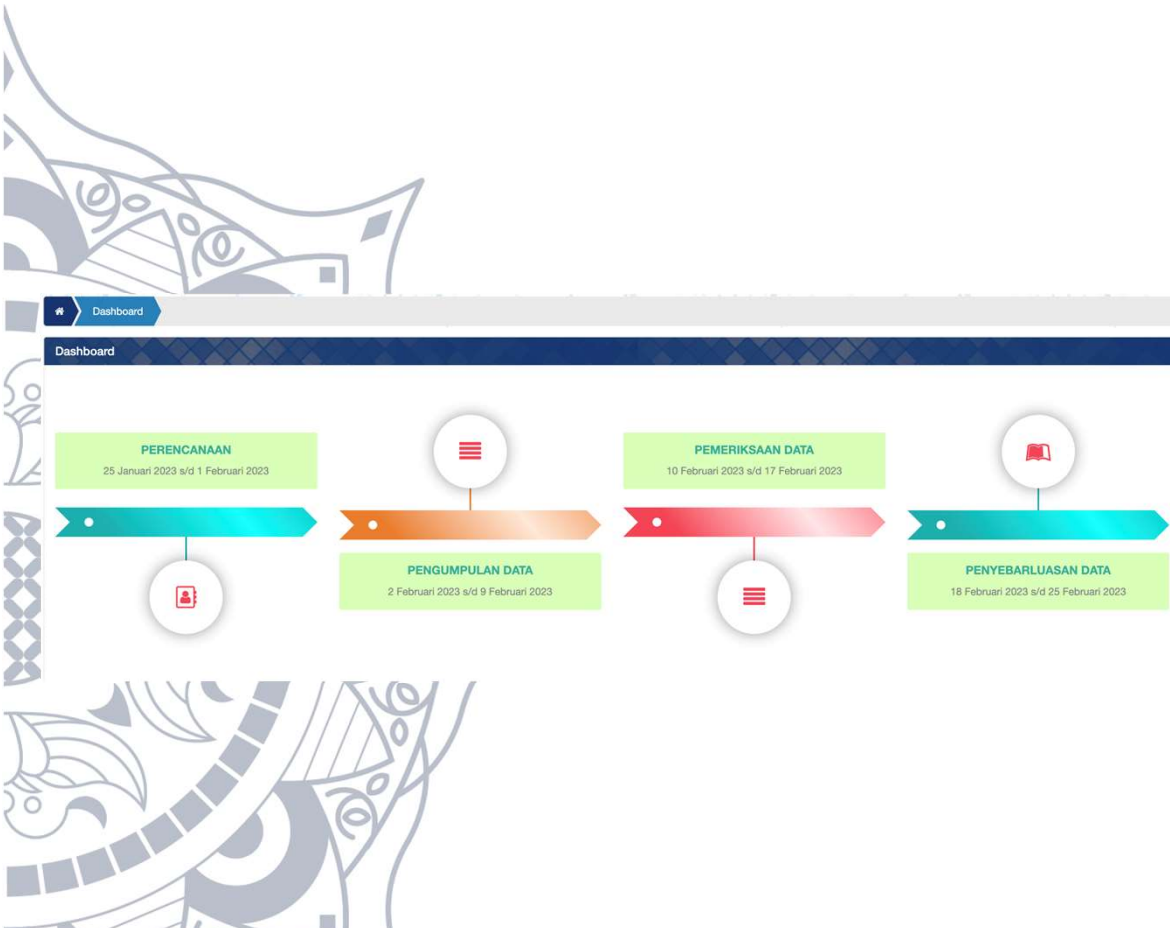 Dashboard
Dashboard
PERENCANAAN
25 Januari 2023 s/d 1 Februari 2023
PENGUMPULAN DATA
2 Februari 2023 s/d 9 Februari 2023
PEMERIKSAAN DATA
10 Februari 2023 s/d 17 Februari 2023
PENYEBARLUASAN DATA
18 Februari 2023 s/d 25 Februari 2023